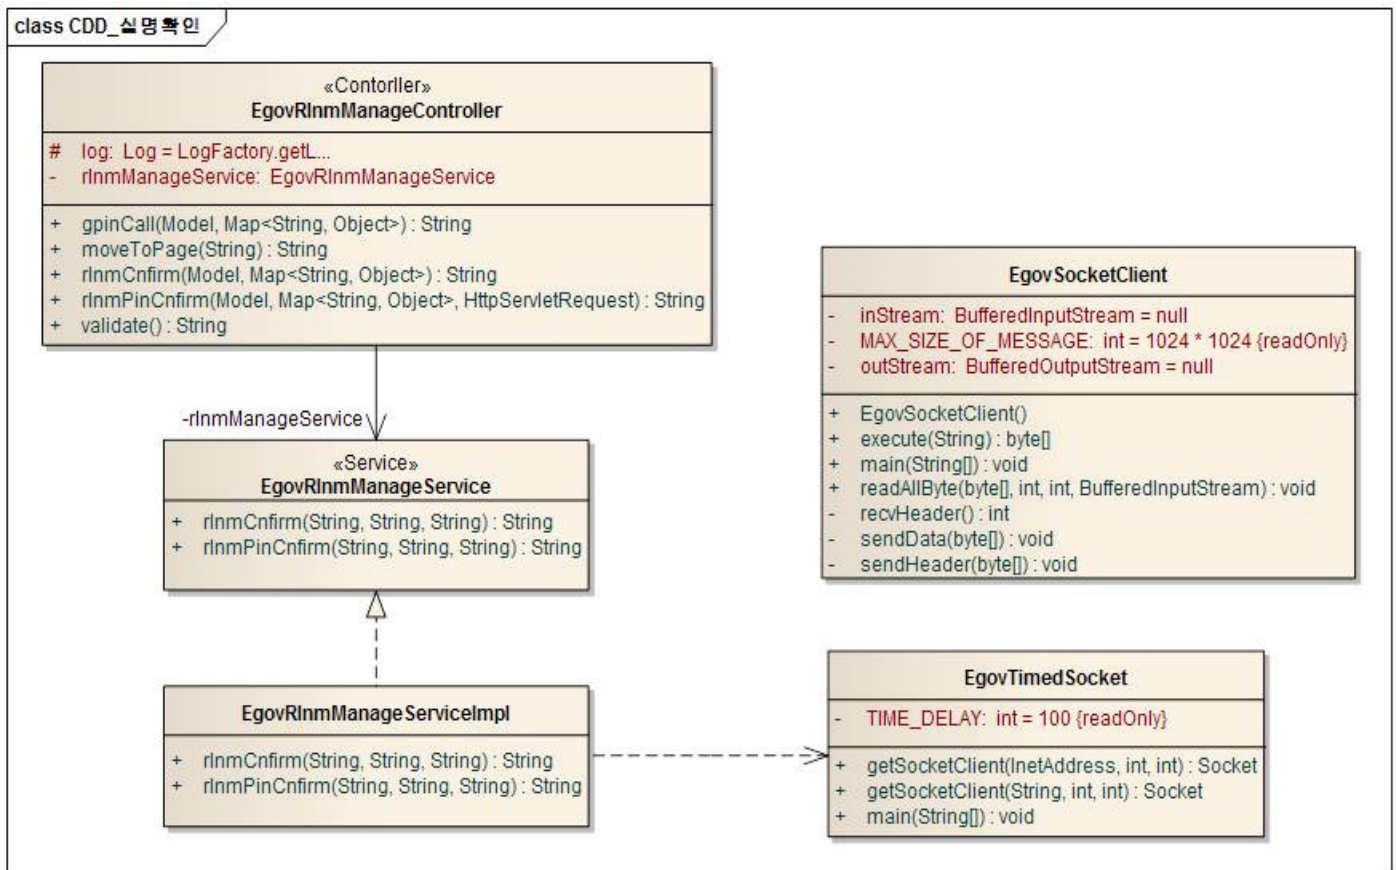 class CDD_실명확인
«Contorller»
EgovRlnmManageController
# log: Log = LogFactory.getL...
- rlnmManageService: EgovRlnmManageService
+ gpinCall(Model, Map<String, Object>) : String
+ moveToPage(String) : String
+ rlnmCnfirm(Model, Map<String, Object>) : String
+ rlnmPinCnfirm(Model, Map<String, Object>, HttpServletRequest) : String
+ validate() : String
-rlnmManageService
«Service»
EgovRlnmManageService
+ rlnmCnfirm(String, String, String) : String
+ rlnmPinCnfirm(String, String, String) : String
EgovRlnmManageServiceImpl
+ rlnmCnfirm(String, String, String) : String
+ rlnmPinCnfirm(String, String, String) : String
EgovSocketClient
- inStream: BufferedInputStream = null
- MAX_SIZE_OF_MESSAGE: int = 1024 * 1024 {readOnly}
- outStream: BufferedOutputStream = null
+ EgovSocketClient()
+ execute(String) : byte[]
+ main(String[]) : void
+ readAllByte(byte[], int, int, BufferedInputStream) : void
- recvHeader() : int
- sendData(byte[]) : void
- sendHeader(byte[]) : void
EgovTimedSocket
- TIME_DELAY: int = 100 {readOnly}
+ getSocketClient(InetAddress, int, int) : Socket
+ getSocketClient(String, int, int) : Socket
+ main(String[]) : void